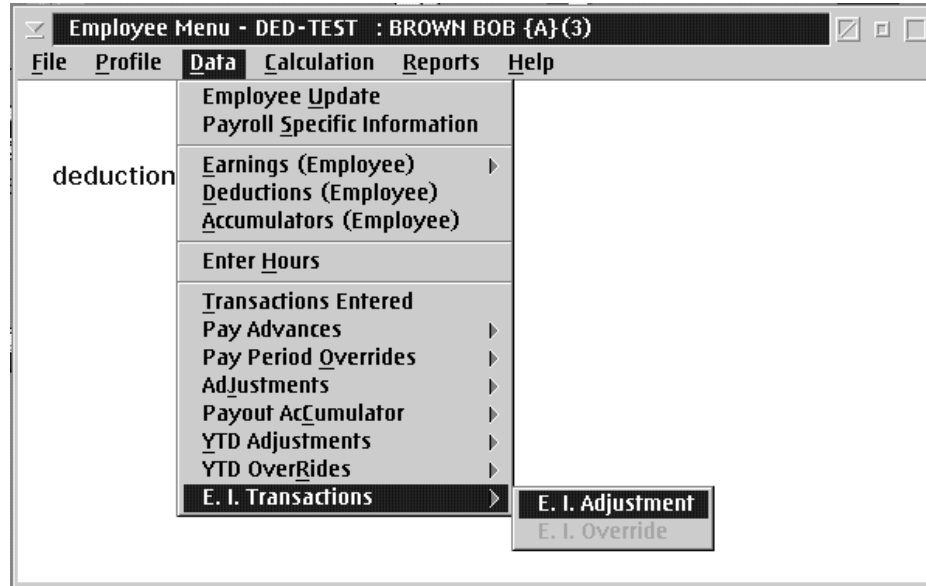 Employee Menu - DED-TEST : BROWN BOB {A}(3)
File Profile Data Calculation Reports Help
Employee Update
Payroll Specific Information
deduction
Earnings (Employee)
Deductions (Employee)
Accumulators (Employee)
Enter Hours
Transactions Entered
Pay Advances
Pay Period Overrides
AdJustments
Payout AcCumulator
YTD Adjustments
YTD OverRides
E. I. Transactions
E. I. Adjustment
E. I. Override